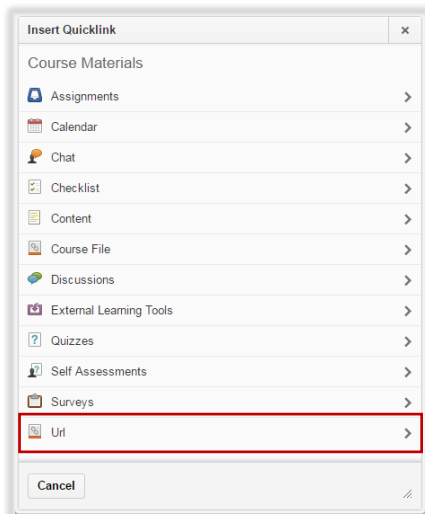 Insert Quicklink ×
Course Materials
Assignments
Calendar
Chat
Checklist
Content
Course File
Discussions
External Learning Tools
Quizzes
Self Assessments
Surveys
Url
Cancel